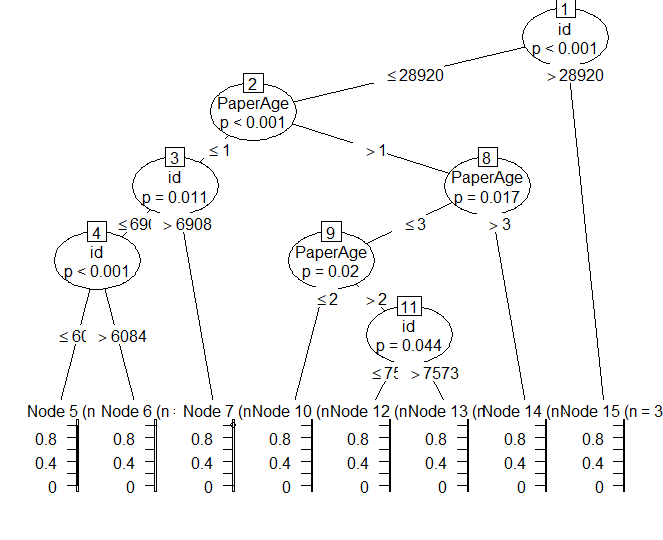 1
id
p < 0.001
≤ 28920
> 28920
2
PaperAge
p < 0.001
≤ 1
> 1
3
id
p = 0.011
8
PaperAge
p = 0.017
≤ 690
> 6908
≤ 3
> 3
4
id
p < 0.001
9
PaperAge
p = 0.02
≤ 2
> 2
11
id
p = 0.044
≤ 60
> 6084
≤ 75
> 7573
Node 5 (n Node 6 (n Node 7 (n Node 10 (n Node 12 (n Node 13 (n Node 14 (n Node 15 (n = 3
0.8 0.8 0.8 0.8 0.8 0.8 0.8 0.8
0.4 0.4 0.4 0.4 0.4 0.4 0.4 0.4
0 0 0 0 0 0 0 0